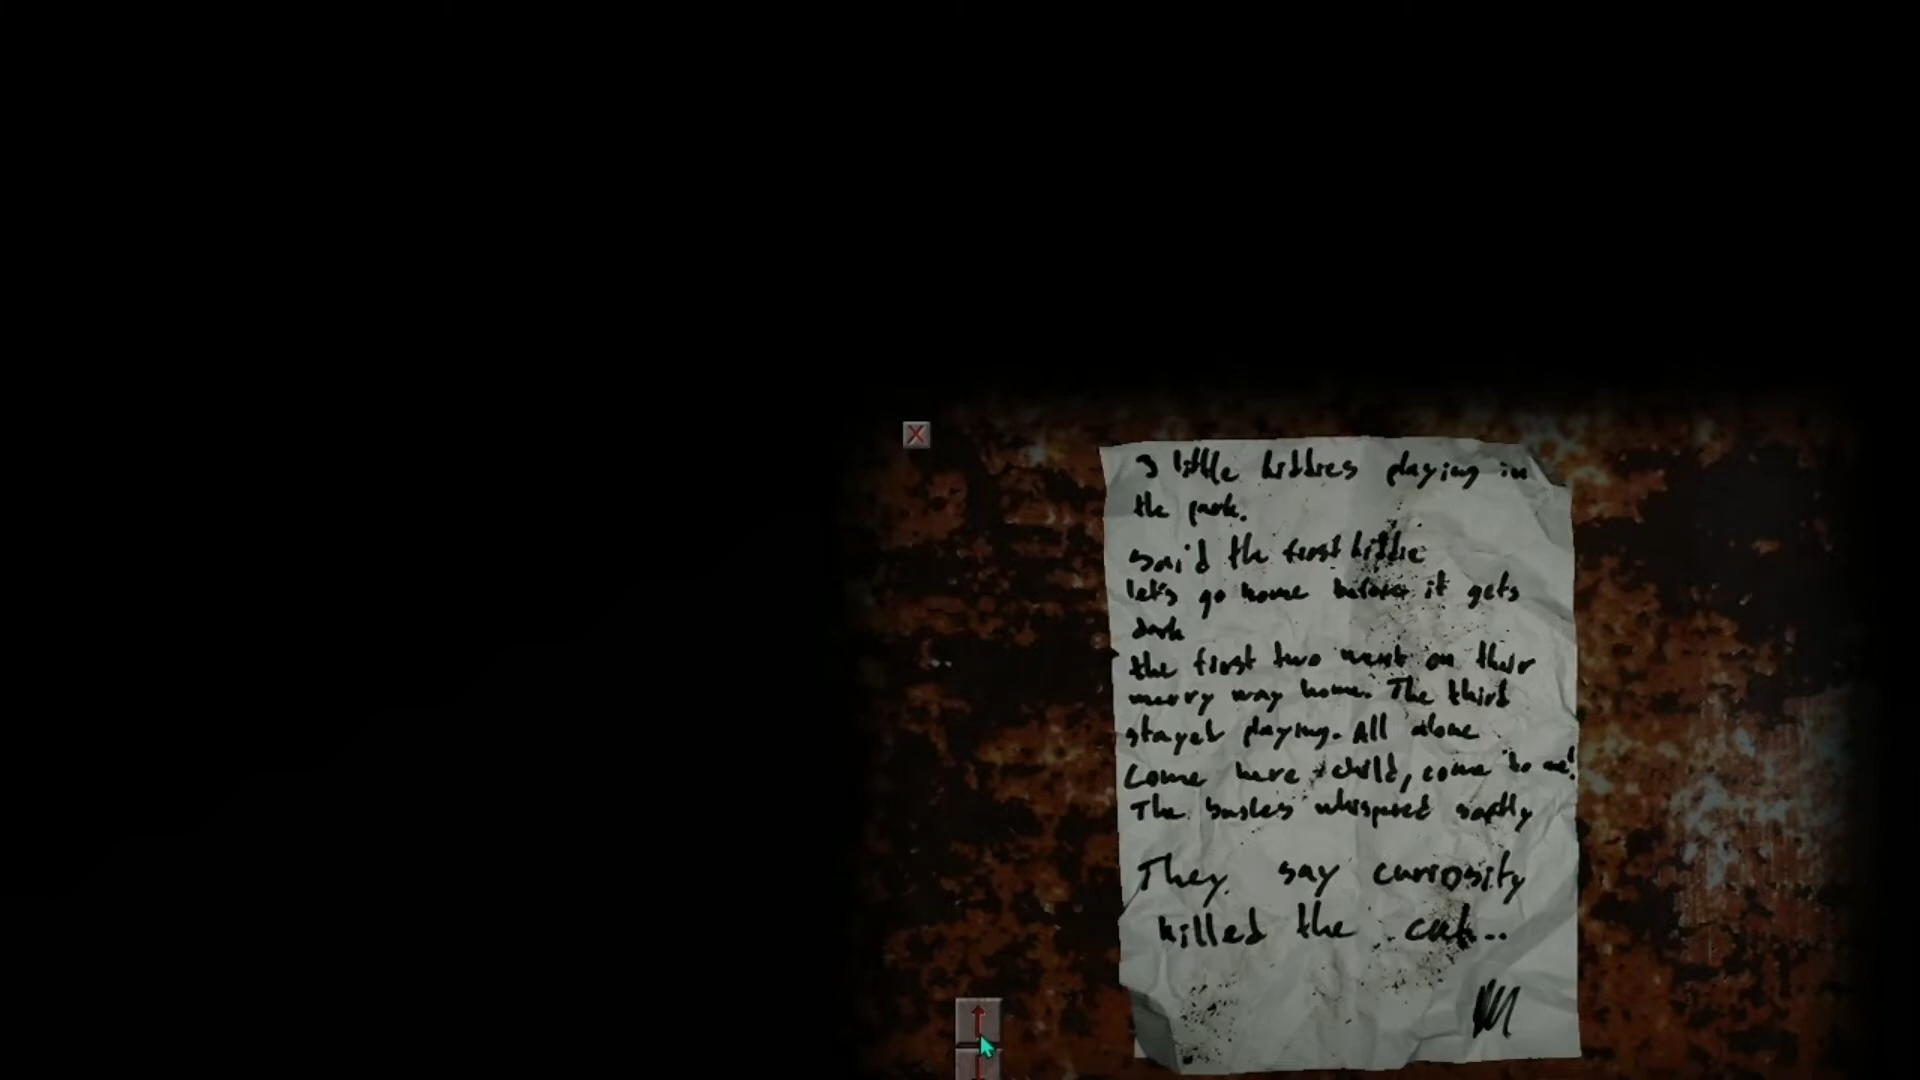 3 little kiddies playing in
the park.
said the first kiddie
let's go home before it gets
dark
the first two went on their
merry way home. The third
stayed playing. All alone
Come here child, come to me!
The bushes whispered softly
They say curiosity
killed the cat..